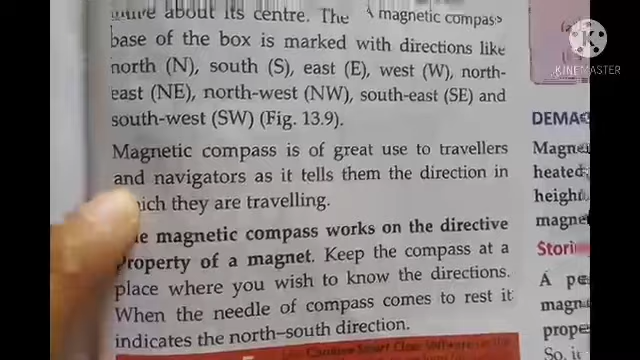 about its centre. The
A magnetic compass
base of the box is marked with directions like
north (N), south (S), east (E), west (W), north-
east (NE), north-west (NW), south-east (SE) and
south-west (SW) (Fig. 13.9).
Magnetic compass is of great use to travellers
and navigators as it tells them the direction in
which they are travelling.
The magnetic compass works on the directive
property of a magnet. Keep the compass at a
place where you wish to know the directions.
When the needle of compass comes to rest it
indicates the north–south direction.
KINEMASTER
DEMAG
Magne
heated
height
magne
Stori
A pe
magn
prope
So, it